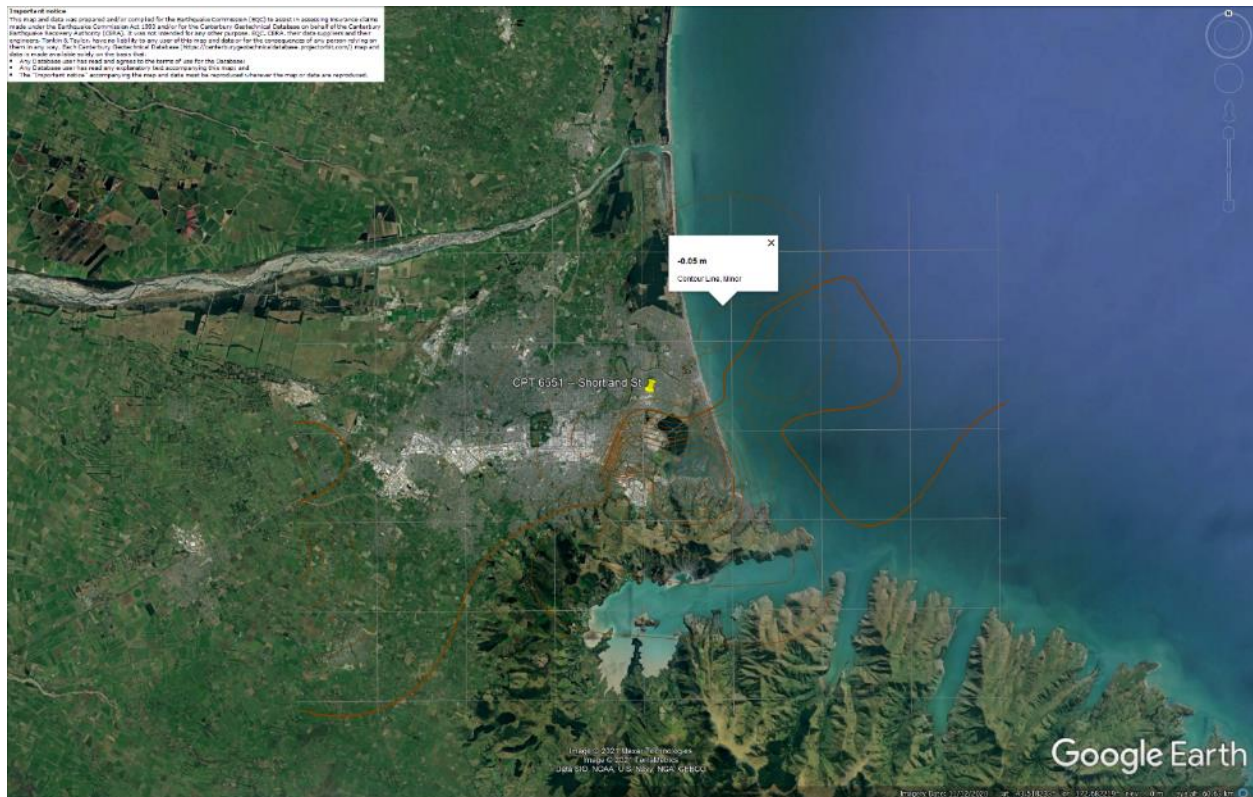 Important notice
This map and data was prepared and/or compiled for the Earthquake Commission (EQC) to assist in assessing insurance claims
made under the Earthquake Commission Act 1993 and/or for the Canterbury Geotechnical Database on behalf of the Canterbury
Earthquake Recovery Authority (CERA). It was not intended for any other purpose. EQC, CERA, their data suppliers and their
engineers, Tonkin & Taylor, have no liability to any user of this map and data or for the consequences of any person relying on
them in any way. Each Canterbury Geotechnical Database (https://canterburygeotechnicaldatabase.projectorbit.com/) map and
data is made available solely on the basis that:
• Any Database user has read and agrees to the terms of use for the Database;
• Any Database user has read any explanatory text accompanying this map; and
• The "Important notice" accompanying the map and data must be reproduced wherever the map or data are reproduced.
N
-0.05 m
Contour Line, Minor
CPT 6551 – Shortland St
Image © 2021 Maxar Technologies
Image © 2021 TerraMetrics
Data SIO, NOAA, U.S. Navy, NGA, GEBCO
Google Earth
Imagery Date: